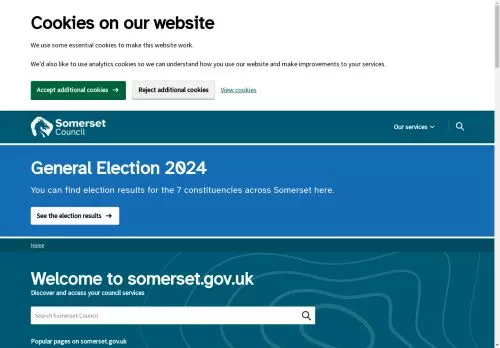 Cookies on our website
We use some essential cookies to make this website work.
We'd also like to use analytics cookies so we can understand how you use our website and make improvements to your services.
Accept additional cookies
Reject additional cookies
View cookies
Somerset
Council
Our services
General Election 2024
You can find election results for the 7 constituencies across Somerset here.
See the election results
Home
Welcome to somerset.gov.uk
Discover and access your council services
Search Somerset Council
Popular pages on somerset.gov.uk